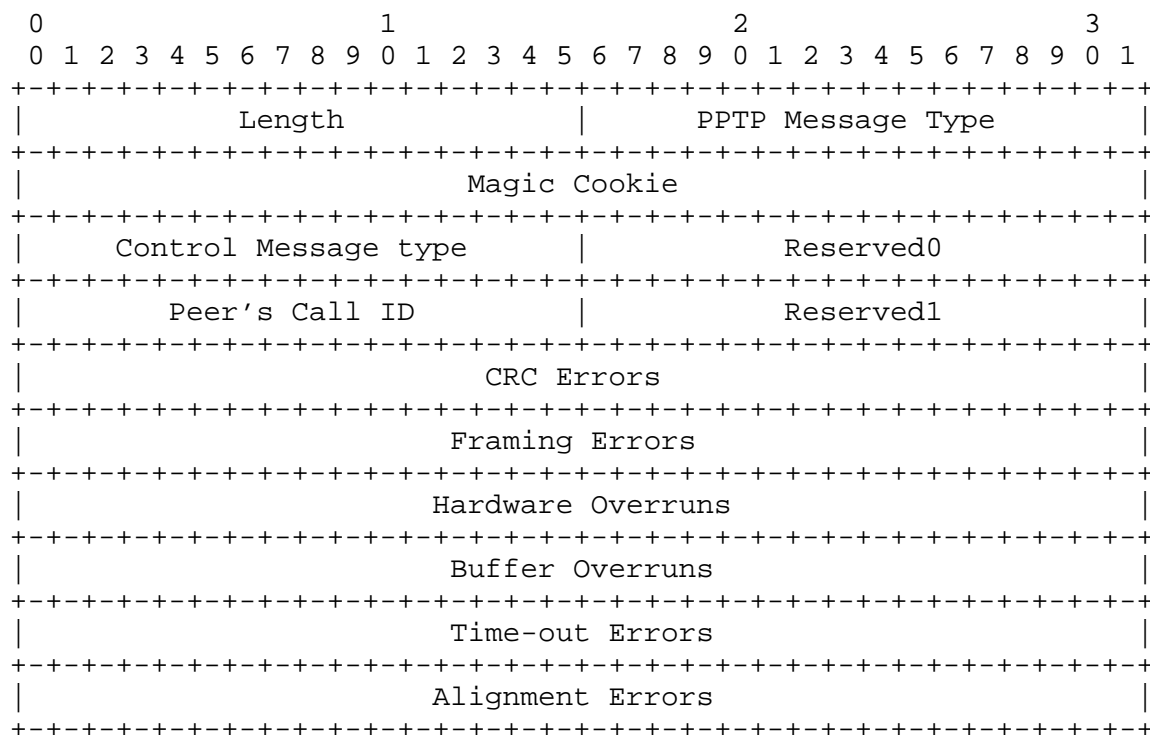 0                   1                   2                   3
 0 1 2 3 4 5 6 7 8 9 0 1 2 3 4 5 6 7 8 9 0 1 2 3 4 5 6 7 8 9 0 1
+-+-+-+-+-+-+-+-+-+-+-+-+-+-+-+-+-+-+-+-+-+-+-+-+-+-+-+-+-+-+-+-+
|            Length             |      PPTP Message Type        |
+-+-+-+-+-+-+-+-+-+-+-+-+-+-+-+-+-+-+-+-+-+-+-+-+-+-+-+-+-+-+-+-+
|                         Magic Cookie                          |
+-+-+-+-+-+-+-+-+-+-+-+-+-+-+-+-+-+-+-+-+-+-+-+-+-+-+-+-+-+-+-+-+
|     Control Message type      |           Reserved0           |
+-+-+-+-+-+-+-+-+-+-+-+-+-+-+-+-+-+-+-+-+-+-+-+-+-+-+-+-+-+-+-+-+
|        Peer’s Call ID         |           Reserved1           |
+-+-+-+-+-+-+-+-+-+-+-+-+-+-+-+-+-+-+-+-+-+-+-+-+-+-+-+-+-+-+-+-+
|                          CRC Errors                           |
+-+-+-+-+-+-+-+-+-+-+-+-+-+-+-+-+-+-+-+-+-+-+-+-+-+-+-+-+-+-+-+-+
|                        Framing Errors                         |
+-+-+-+-+-+-+-+-+-+-+-+-+-+-+-+-+-+-+-+-+-+-+-+-+-+-+-+-+-+-+-+-+
|                       Hardware Overruns                       |
+-+-+-+-+-+-+-+-+-+-+-+-+-+-+-+-+-+-+-+-+-+-+-+-+-+-+-+-+-+-+-+-+
|                        Buffer Overruns                        |
+-+-+-+-+-+-+-+-+-+-+-+-+-+-+-+-+-+-+-+-+-+-+-+-+-+-+-+-+-+-+-+-+
|                        Time-out Errors                        |
+-+-+-+-+-+-+-+-+-+-+-+-+-+-+-+-+-+-+-+-+-+-+-+-+-+-+-+-+-+-+-+-+
|                       Alignment Errors                        |
+-+-+-+-+-+-+-+-+-+-+-+-+-+-+-+-+-+-+-+-+-+-+-+-+-+-+-+-+-+-+-+-+